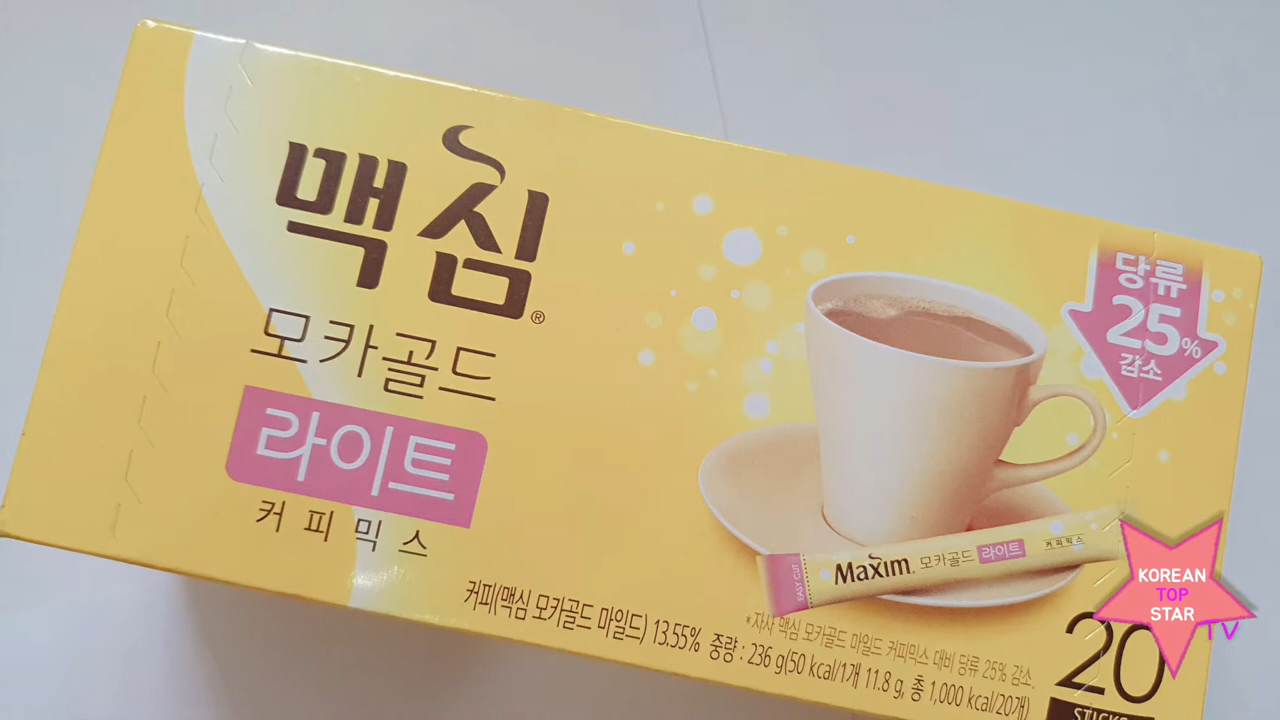 맥심®
모카골드
라이트
커피믹스
당류
25%
감소
EASY CUT
Maxim. 모카골드 라이트 커피믹스
*자사 맥심 모카골드 마일드 커피믹스 대비 당류 25% 감소.
커피(맥심 모카골드 마일드) 13.55% 중량 : 236 g(50 kcal/1개 11.8 g, 총 1,000 kcal/20개)
20
KOREAN
TOP
STAR
TV